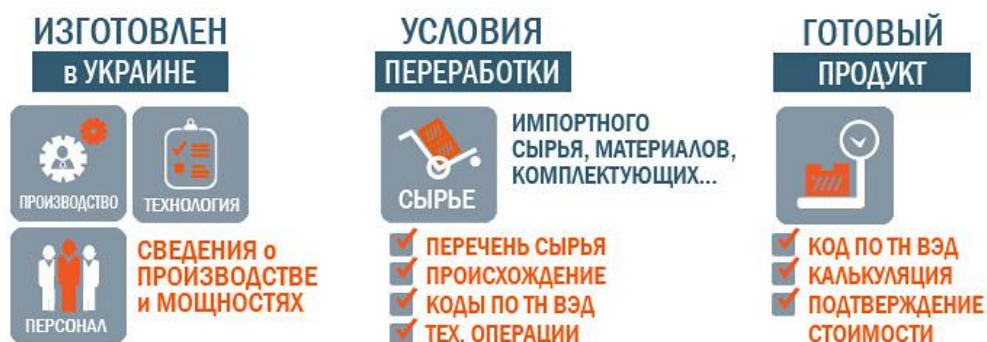 ИЗГОТОВЛЕН
в УКРАИНЕ
ПРОИЗВОДСТВО
ТЕХНОЛОГИЯ
ПЕРСОНАЛ
СВЕДЕНИЯ о
ПРОИЗВОДСТВЕ
и МОЩНОСТЯХ
УСЛОВИЯ
ПЕРЕРАБОТКИ
СЫРЬЕ
ИМПОРТНОГО
СЫРЬЯ, МАТЕРИАЛОВ,
КОМПЛЕКТУЮЩИХ...
ПЕРЕЧЕНЬ СЫРЬЯ
ПРОИСХОЖДЕНИЕ
КОДЫ ПО ТН ВЭД
ТЕХ. ОПЕРАЦИИ
ГОТОВЫЙ
ПРОДУКТ
КОД ПО ТН ВЭД
КАЛЬКУЛЯЦИЯ
ПОДТВЕРЖДЕНИЕ
СТОИМОСТИ